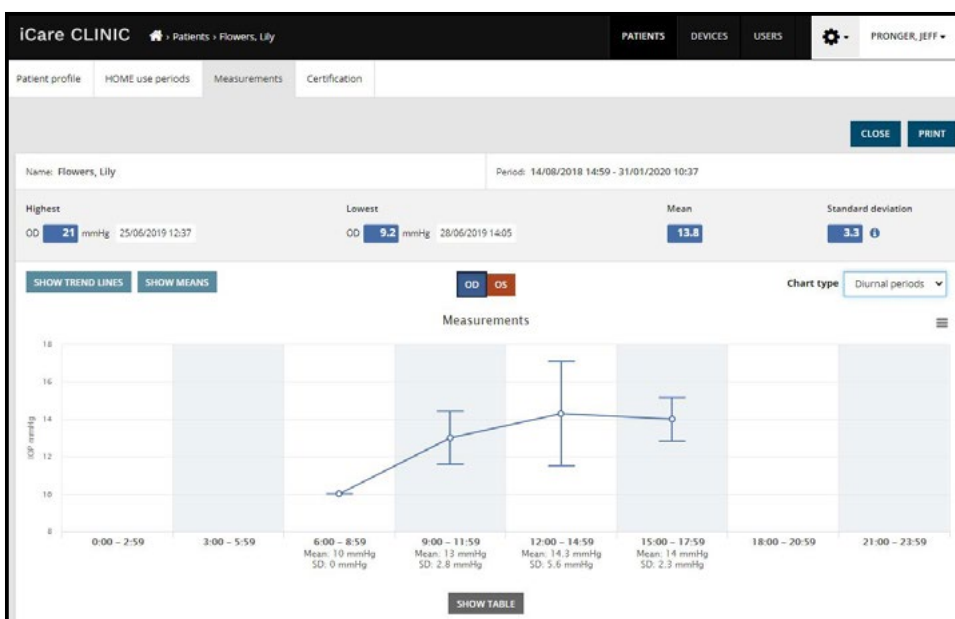 iCare CLINIC › Patients › Flowers, Lily PATIENTS DEVICES USERS PRONGER, JEFF
Patient profile HOME use periods Measurements Certification
CLOSE PRINT
Name: Flowers, Lily Period: 14/08/2018 14:59 - 31/01/2020 10:37
Highest Lowest Mean Standard deviation
OD 21 mmHg 25/06/2019 12:37 OD 9.2 mmHg 28/06/2019 14:05 13.8 3.3
SHOW TREND LINES SHOW MEANS OD OS Chart type Diurnal periods
Measurements
18
16
14
12
10
8
IOP mmHg
0:00 – 2:59 3:00 – 5:59 6:00 – 8:59 9:00 – 11:59 12:00 – 14:59 15:00 – 17:59 18:00 – 20:59 21:00 – 23:59
Mean: 10 mmHg Mean: 13 mmHg Mean: 14.3 mmHg Mean: 14 mmHg
SD: 0 mmHg SD: 2.8 mmHg SD: 5.6 mmHg SD: 2.3 mmHg
SHOW TABLE